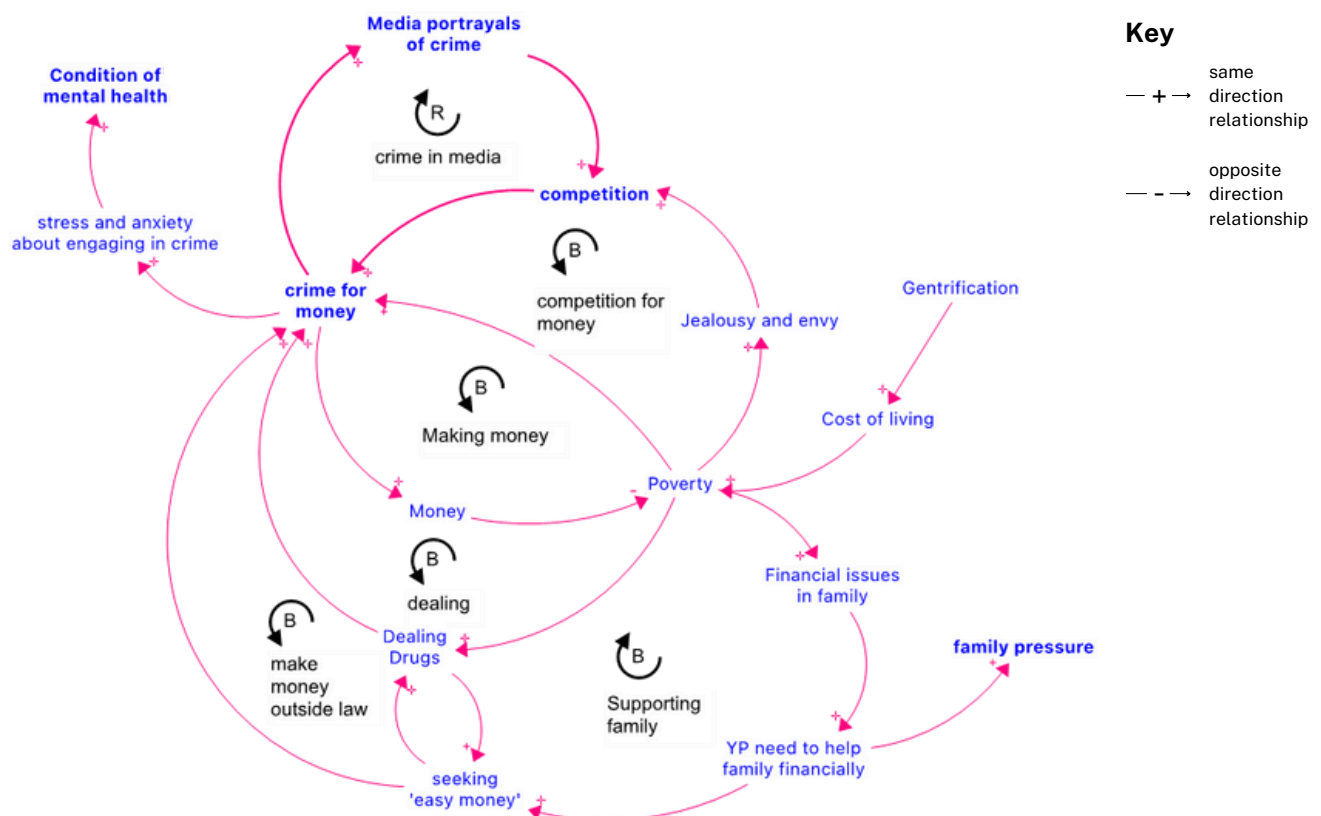 Media portrayals
of crime
Key
Condition of
mental health
same
+
direction
relationship
R
crime in media
opposite
-
direction
relationship
competition
stress and anxiety
about engaging in crime
B
competition for
money
crime for
money
Gentrification
Jealousy and envy
B
Making money
Cost of living
Poverty
Money
B
dealing
Financial issues
in family
B
make
money
outside law
Dealing
Drugs
B
Supporting
family
family pressure
YP need to help
family financially
seeking
'easy money'
+
+
+
+
+
+
+
+
+
+
+
-
+
+
+
+
+
+
+
+
+